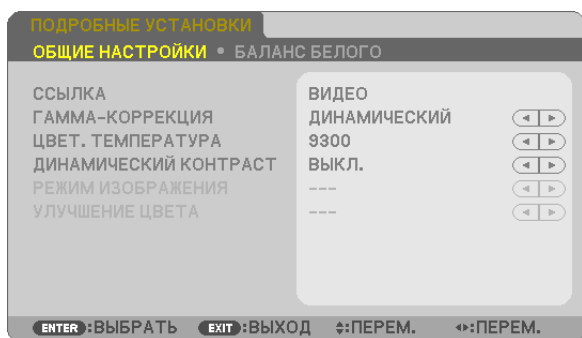 ПОДРОБНЫЕ УСТАНОВКИ
ОБЩИЕ НАСТРОЙКИ • БАЛАНС БЕЛОГО
ССЫЛКА ВИДЕО
ГАММА-КОРРЕКЦИЯ ДИНАМИЧЕСКИЙ
ЦВЕТ. ТЕМПЕРАТУРА 9300
ДИНАМИЧЕСКИЙ КОНТРАСТ ВЫКЛ.
РЕЖИМ ИЗОБРАЖЕНИЯ ---
УЛУЧШЕНИЕ ЦВЕТА ---
ENTER:ВЫБРАТЬ EXIT:ВЫХОД :ПЕРЕМ. :ПЕРЕМ.